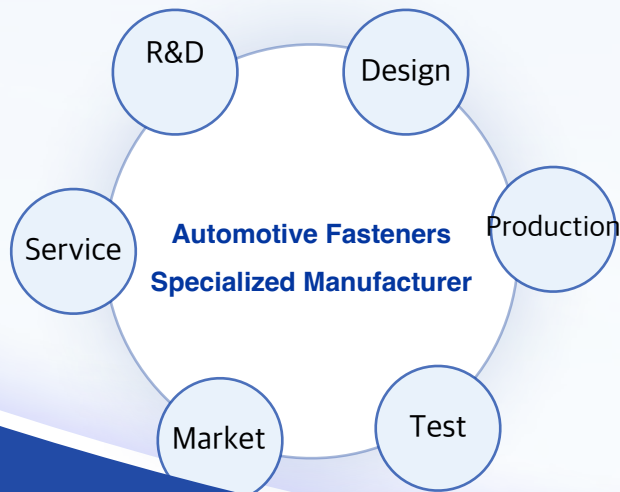 R&D
Design
Production
Service
Automotive Fasteners
Specialized Manufacturer
Market
Test